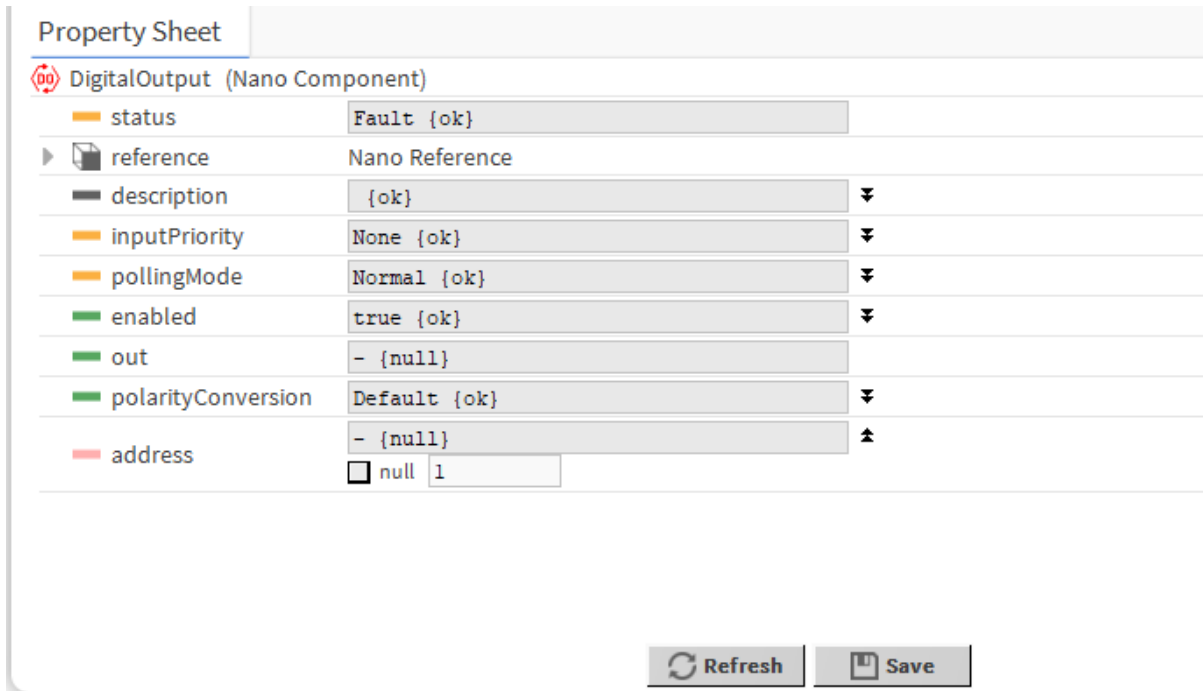 Property Sheet
DO DigitalOutput (Nano Component)
status Fault {ok}
reference Nano Reference
description {ok}
inputPriority None {ok}
pollingMode Normal {ok}
enabled true {ok}
out - {null}
polarityConversion Default {ok}
address - {null}
null 1
Refresh Save